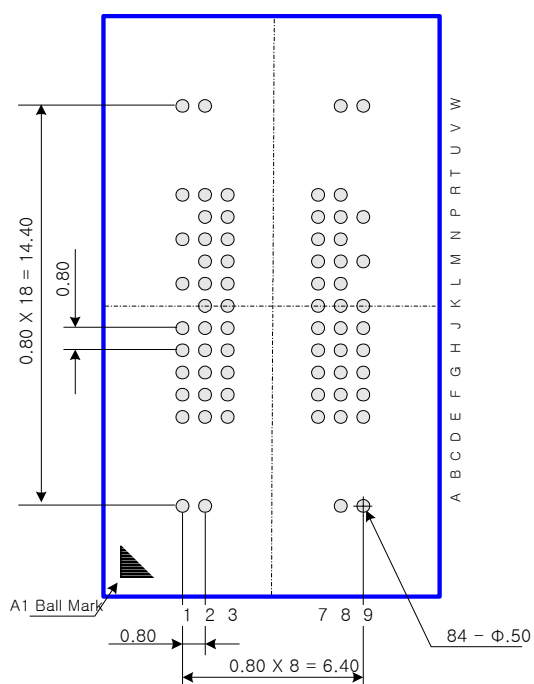 A B C D E F G H J K L M N P R T U V W
0.80 X 18 = 14.40
0.80
A1 Ball Mark
1 2 3 7 8 9
0.80
84 - Φ.50
0.80 X 8 = 6.40